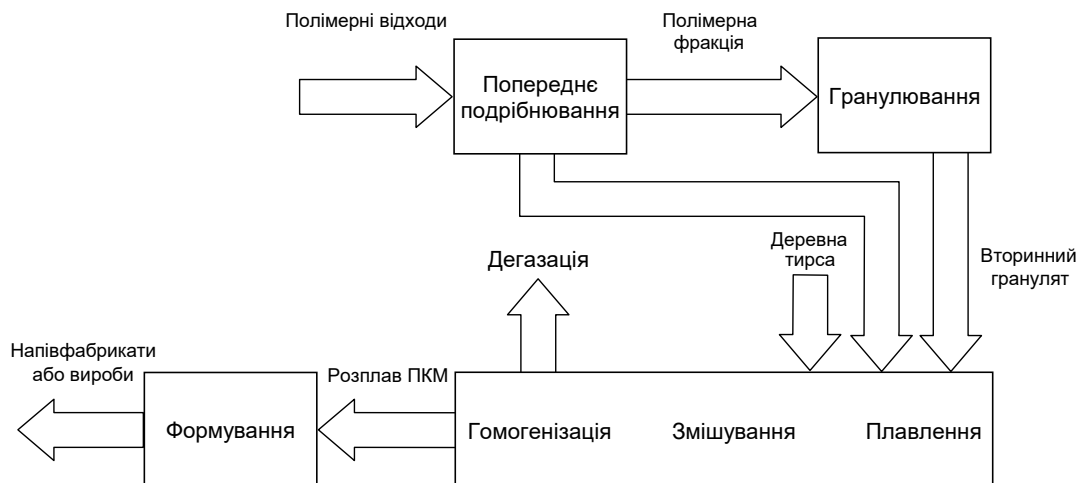 Полімерні відходи
Полімерна
фракція
Попереднє
подрібнювання
Гранулювання
Деревна
тирса
Вторинний
гранулят
Дегазація
Напівфабрикати
або вироби
Розплав ПКМ
Формування
Гомогенізація
Змішування
Плавлення